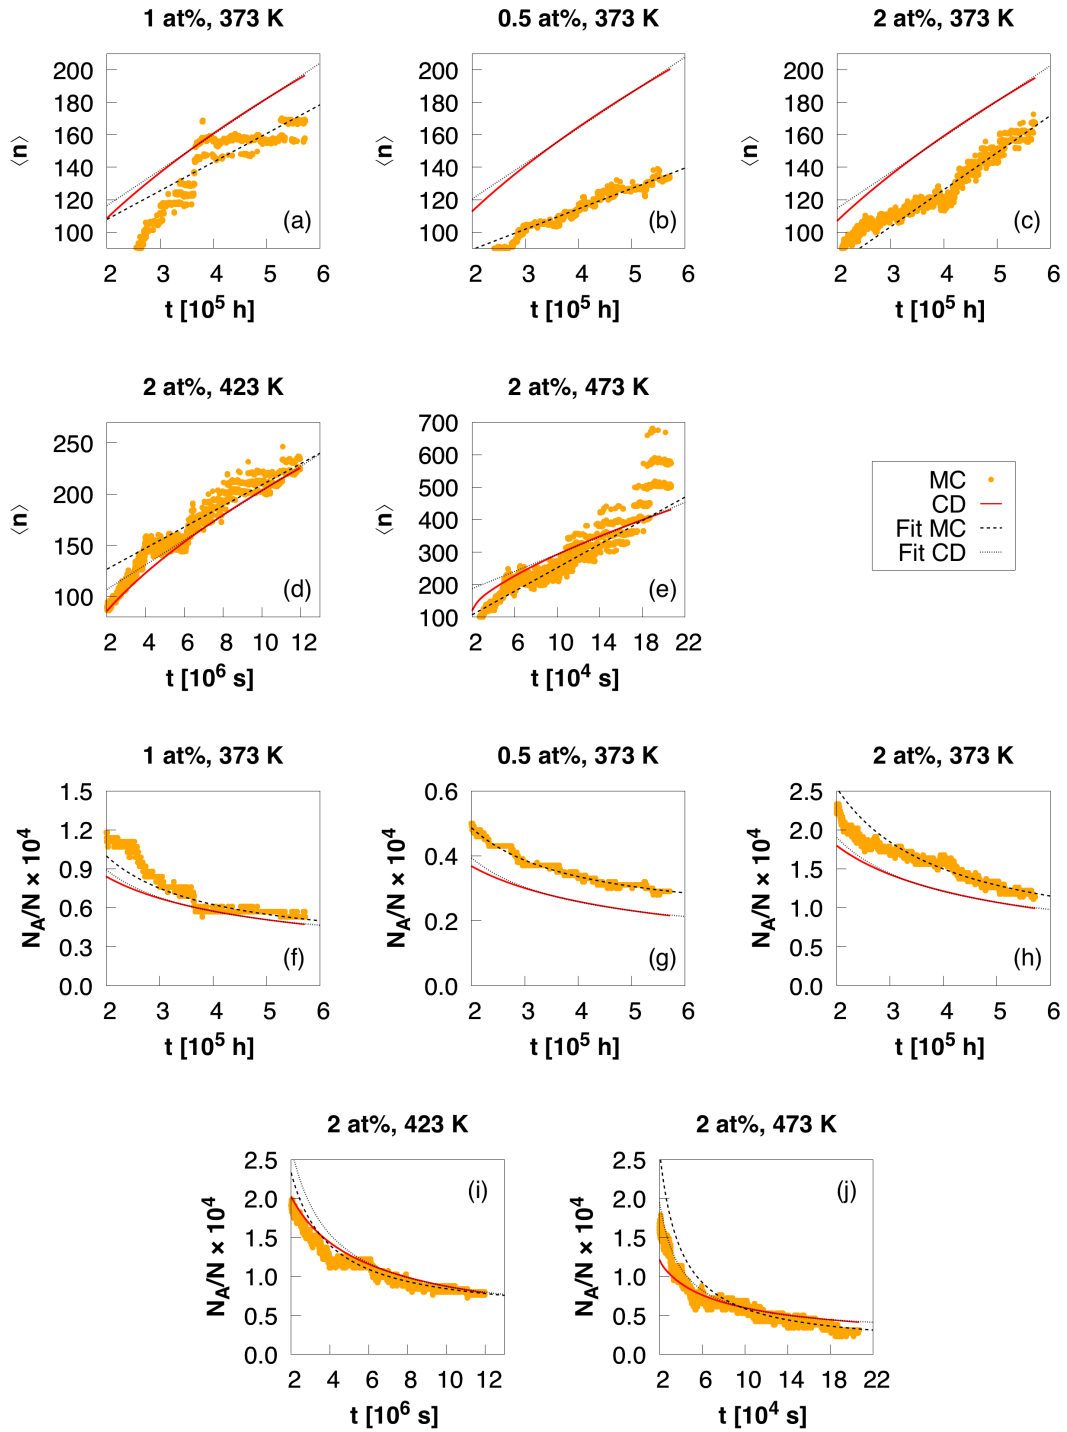 1 at%, 373 K
0.5 at%, 373 K
2 at%, 373 K
200
180
160
140
120
100
⟨n⟩
(a)
2 3 4 5 6
t [10⁵ h]
200
180
160
140
120
100
⟨n⟩
(b)
2 3 4 5 6
t [10⁵ h]
200
180
160
140
120
100
⟨n⟩
(c)
2 3 4 5 6
t [10⁵ h]
2 at%, 423 K
2 at%, 473 K
250
200
150
100
⟨n⟩
(d)
2 4 6 8 10 12
t [10⁶ s]
700
600
500
400
300
200
100
⟨n⟩
(e)
2 6 10 14 18 22
t [10⁴ s]
MC
CD
Fit MC
Fit CD
1 at%, 373 K
0.5 at%, 373 K
2 at%, 373 K
1.5
1.2
0.9
0.6
0.3
0.0
N_A/N × 10⁴
(f)
2 3 4 5 6
t [10⁵ h]
0.6
0.4
0.2
0.0
N_A/N × 10⁴
(g)
2 3 4 5 6
t [10⁵ h]
2.5
2.0
1.5
1.0
0.5
0.0
N_A/N × 10⁴
(h)
2 3 4 5 6
t [10⁵ h]
2 at%, 423 K
2 at%, 473 K
2.5
2.0
1.5
1.0
0.5
0.0
N_A/N × 10⁴
(i)
2 4 6 8 10 12
t [10⁶ s]
2.5
2.0
1.5
1.0
0.5
0.0
N_A/N × 10⁴
(j)
2 6 10 14 18 22
t [10⁴ s]